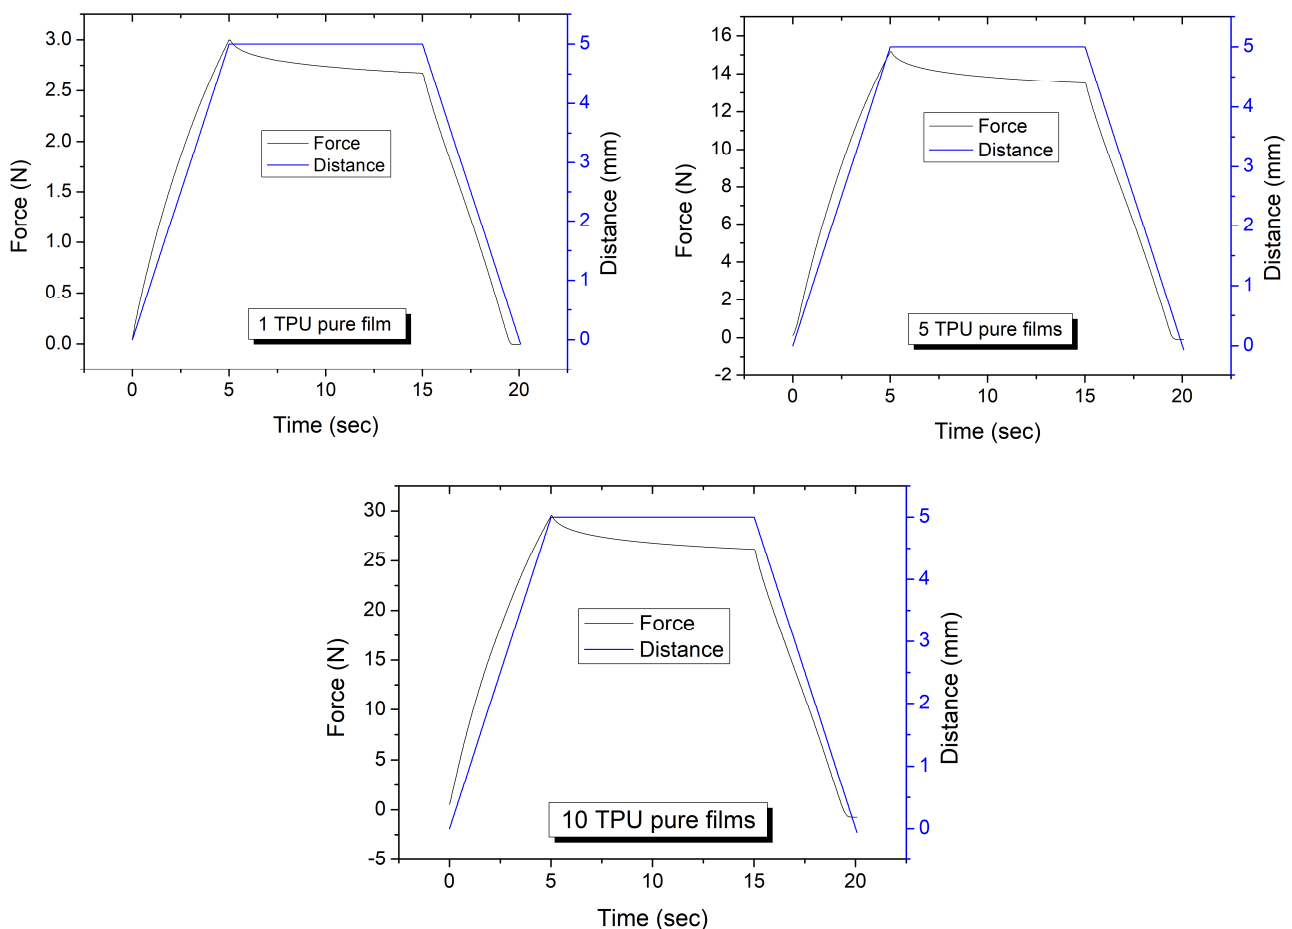 3.0
2.5
2.0
1.5
1.0
0.5
0.0
Force (N)
5
4
3
2
1
0
Distance (mm)
Force
Distance
1 TPU pure film
0 5 10 15 20
Time (sec)
16
14
12
10
8
6
4
2
0
-2
Force (N)
5
4
3
2
1
0
Distance (mm)
Force
Distance
5 TPU pure films
0 5 10 15 20
Time (sec)
30
25
20
15
10
5
0
-5
Force (N)
5
4
3
2
1
0
Distance (mm)
Force
Distance
10 TPU pure films
0 5 10 15 20
Time (sec)